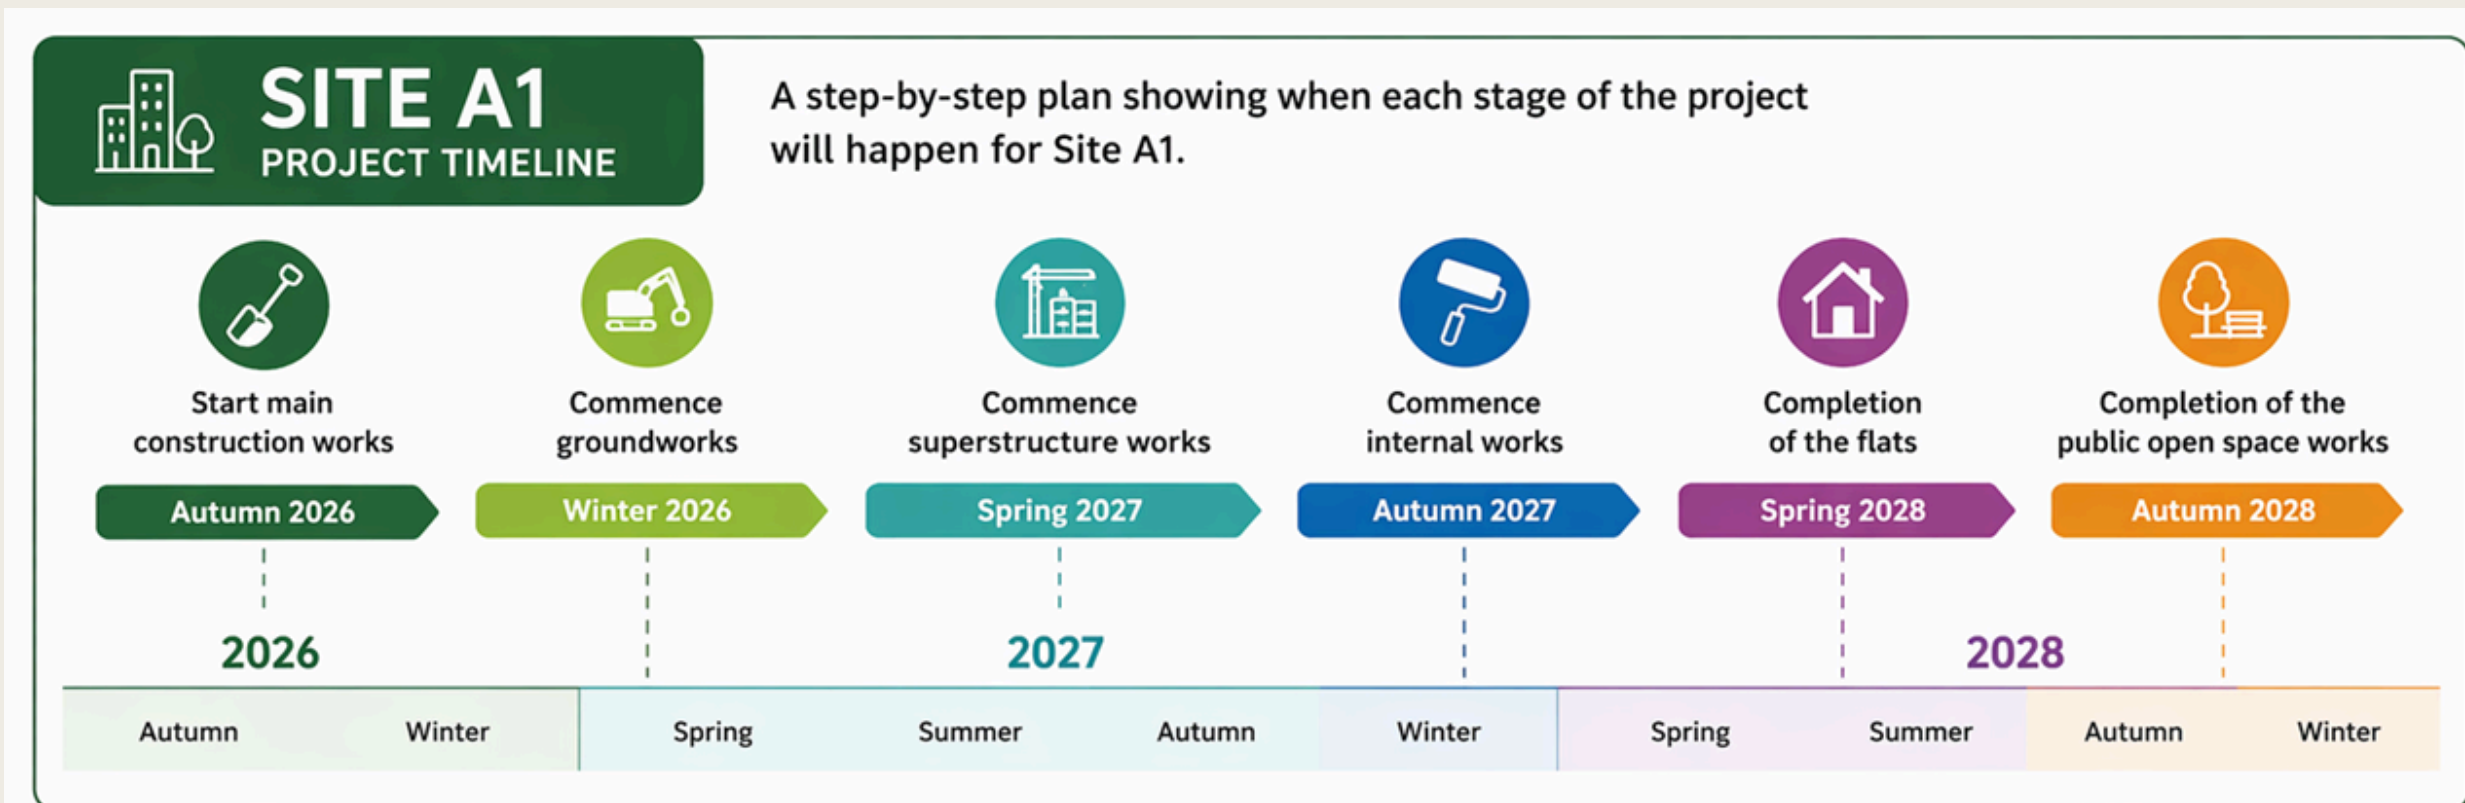 SITE A1
PROJECT TIMELINE
A step-by-step plan showing when each stage of the project
will happen for Site A1.
Start main
construction works
Commence
groundworks
Commence
superstructure works
Commence
internal works
Completion
of the flats
Completion of the
public open space works
Autumn 2026
Winter 2026
Spring 2027
Autumn 2027
Spring 2028
Autumn 2028
2026
2027
2028
Autumn
Winter
Spring
Summer
Autumn
Winter
Spring
Summer
Autumn
Winter